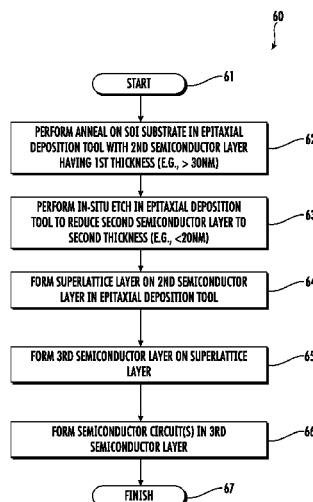 60
START
61
PERFORM ANNEAL ON SOI SUBSTRATE IN EPITAXIAL
DEPOSITION TOOL WITH 2ND SEMICONDUCTOR LAYER
HAVING 1ST THICKNESS (E.G., > 30NM)
62
PERFORM IN-SITU ETCH IN EPITAXIAL DEPOSITION
TOOL TO REDUCE SECOND SEMICONDUCTOR LAYER TO
SECOND THICKNESS (E.G., <20NM)
63
FORM SUPERLATTICE LAYER ON 2ND SEMICONDUCTOR
LAYER IN EPITAXIAL DEPOSITION TOOL
64
FORM 3RD SEMICONDUCTOR LAYER ON SUPERLATTICE
LAYER
65
FORM SEMICONDUCTOR CIRCUIT(S) IN 3RD
SEMICONDUCTOR LAYER
66
FINISH
67